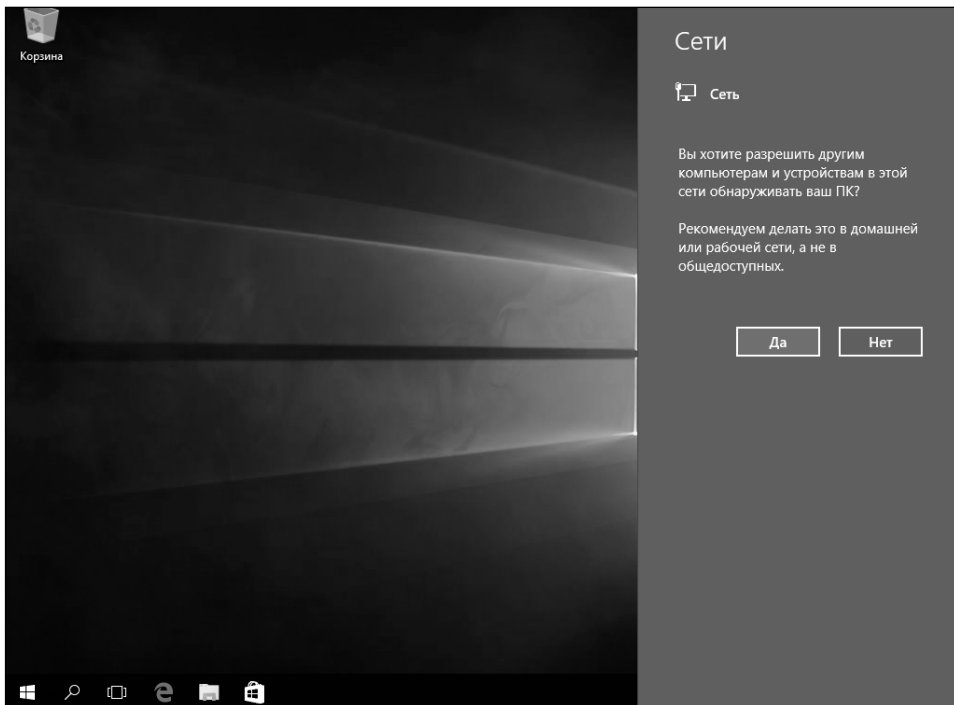 Корзина
Сети
Сеть
Вы хотите разрешить другим
компьютерам и устройствам в этой
сети обнаруживать ваш ПК?
Рекомендуем делать это в домашней
или рабочей сети, а не в
общедоступных.
Да
Нет